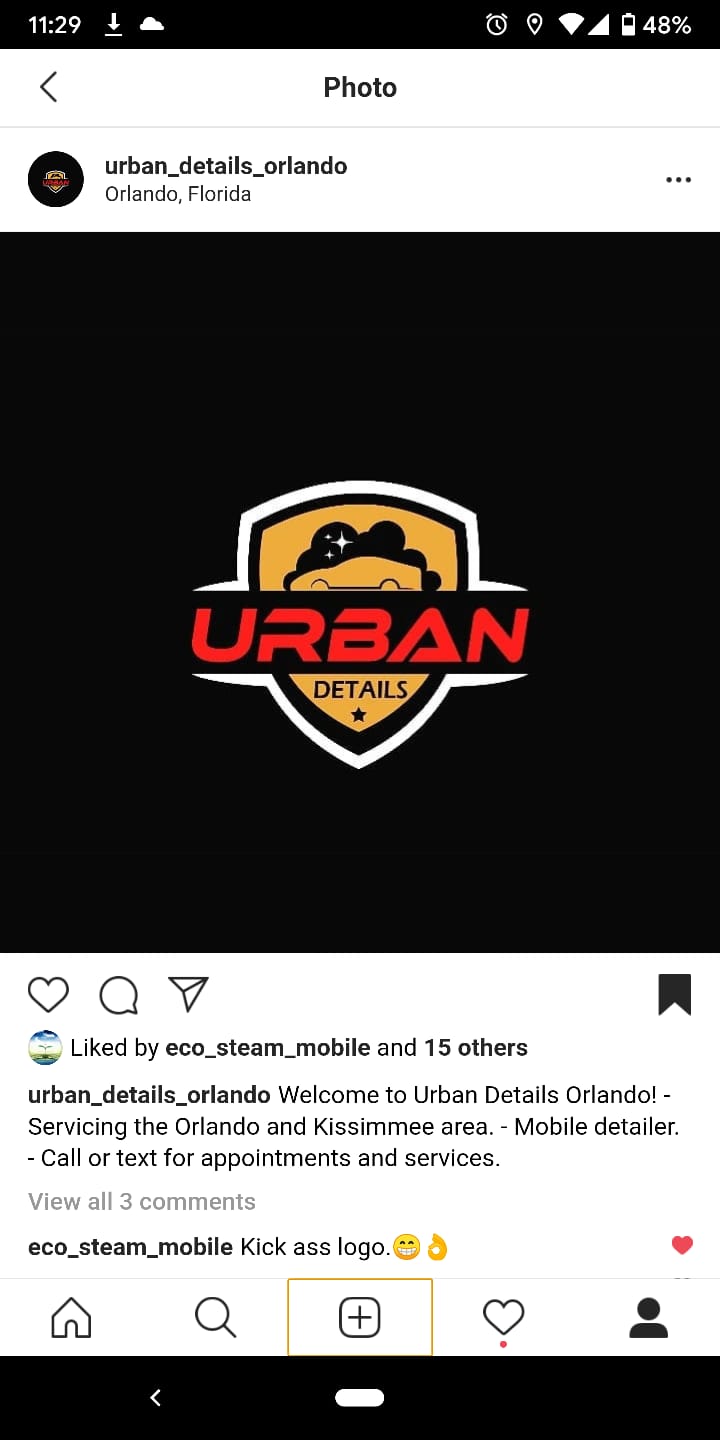 11:29
48%
Photo
urban_details_orlando
Orlando, Florida
URBAN
DETAILS
Liked by eco_steam_mobile and 15 others
urban_details_orlando Welcome to Urban Details Orlando! -
Servicing the Orlando and Kissimmee area. - Mobile detailer.
- Call or text for appointments and services.
View all 3 comments
eco_steam_mobile Kick ass logo.😁👌